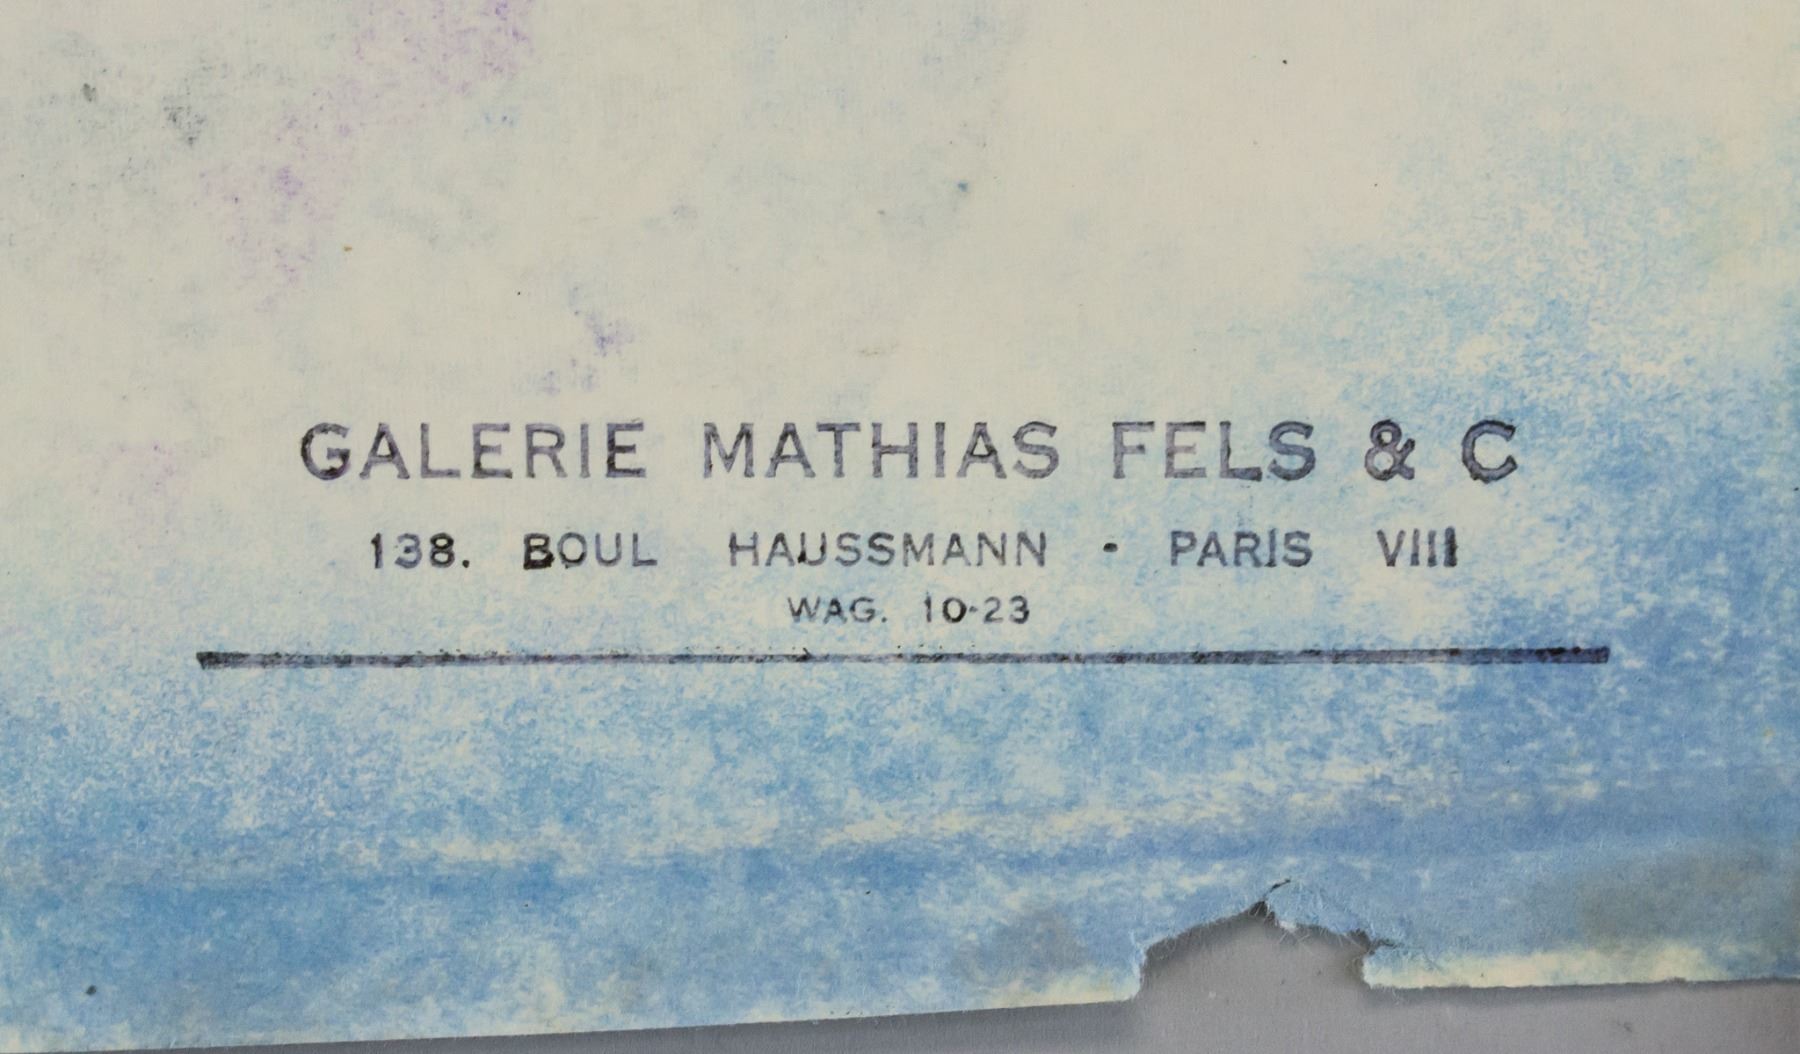 GALERIE MATHIAS FELS & C
138. BOUL HAUSSMANN - PARIS VIII
WAG. 10-23